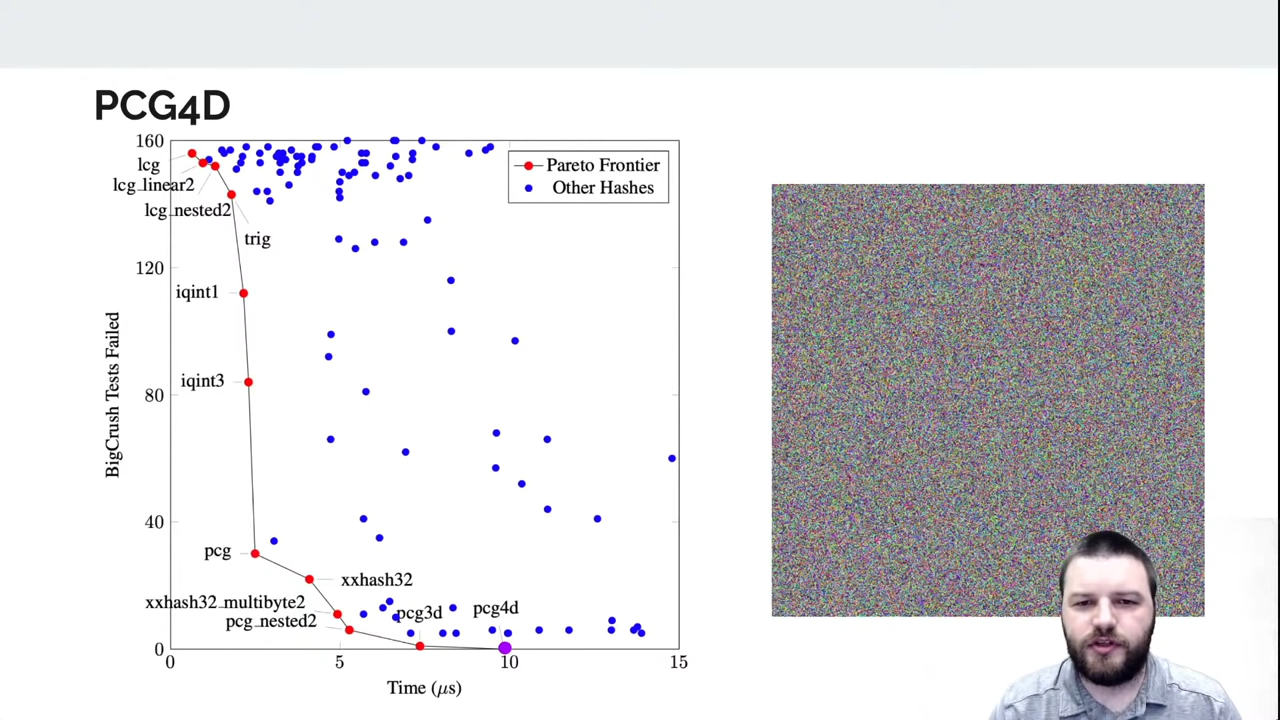 PCG4D
160
120
80
40
0
BigCrush Tests Failed
lcg
lcg_linear2
lcg_nested2
trig
iqint1
iqint3
pcg
xxhash32
xxhash32_multibyte2
pcg_nested2
pcg3d
pcg4d
Pareto Frontier
Other Hashes
0
5
10
15
Time (μs)